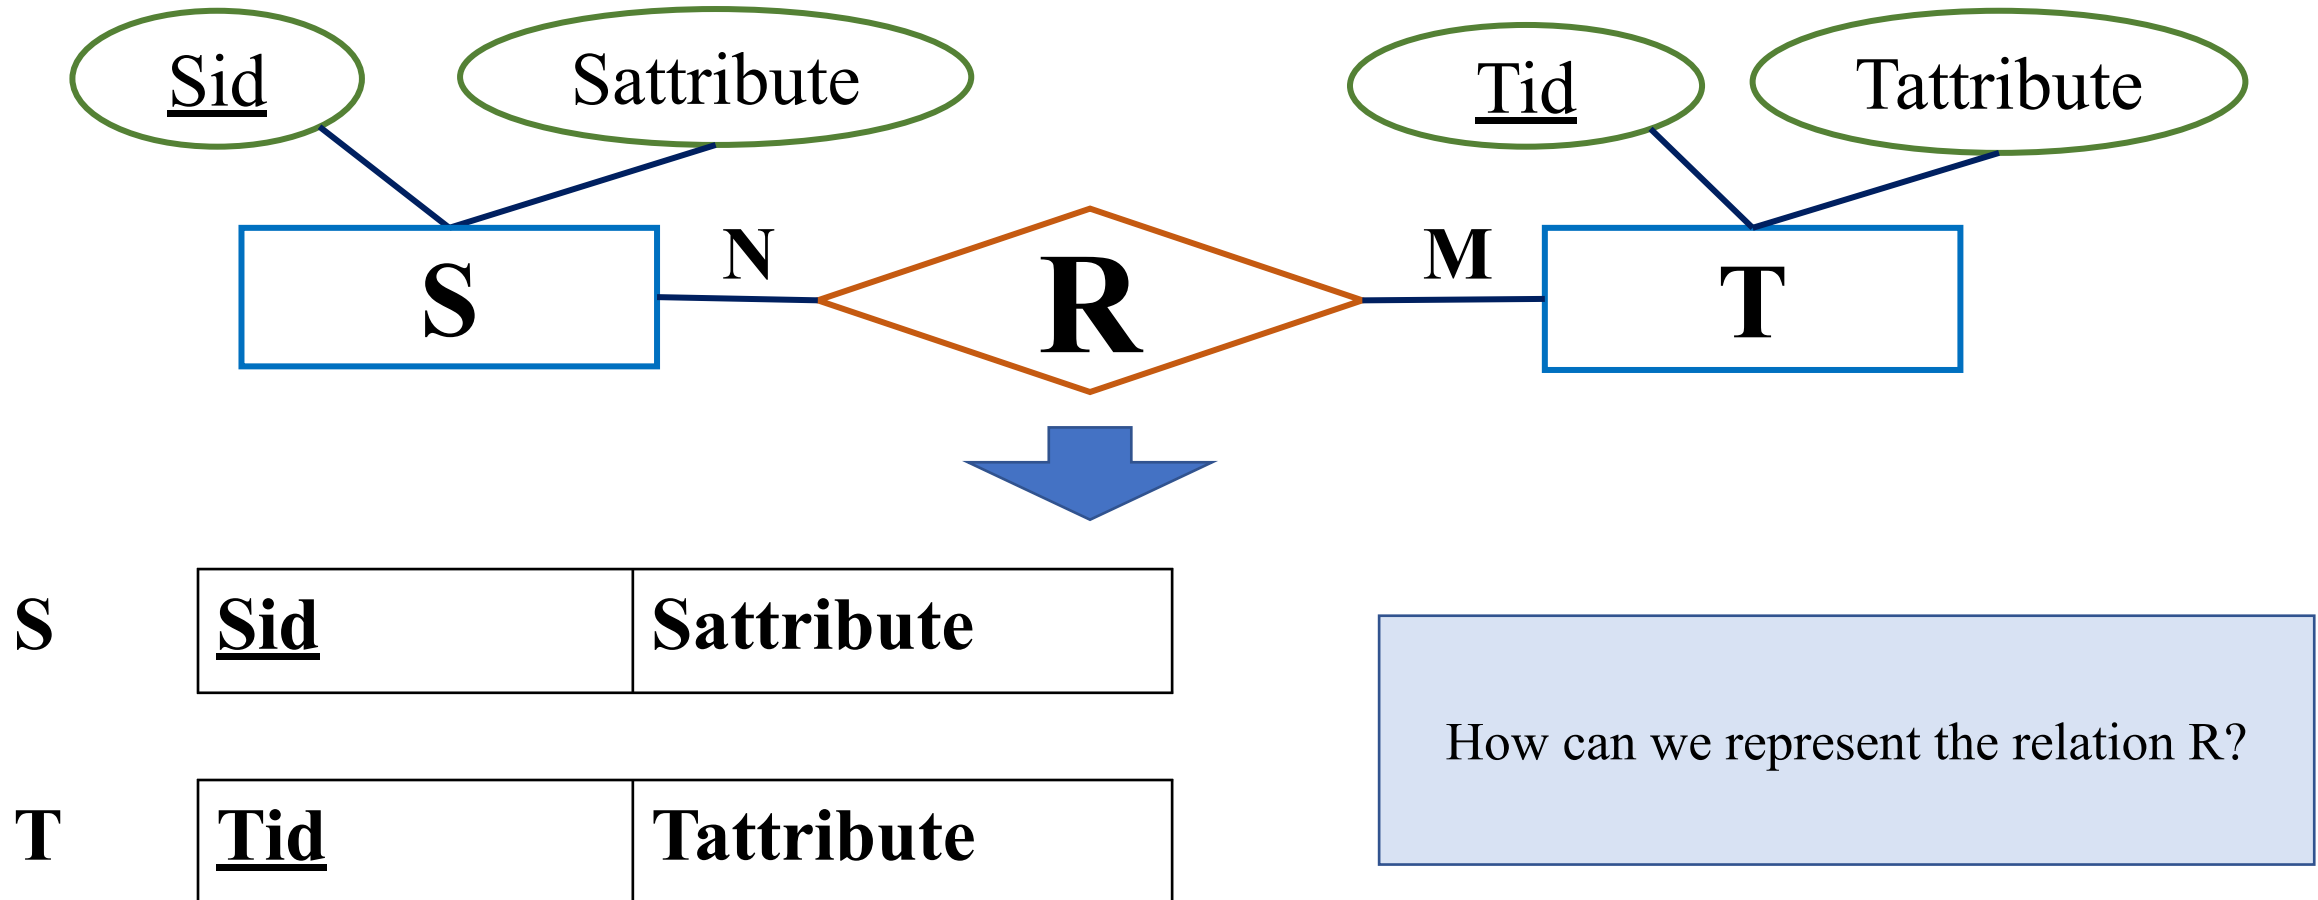 Sid
Sattribute
Tid
Tattribute
S
N
R
M
T
S
Sid
Sattribute
How can we represent the relation R?
T
Tid
Tattribute